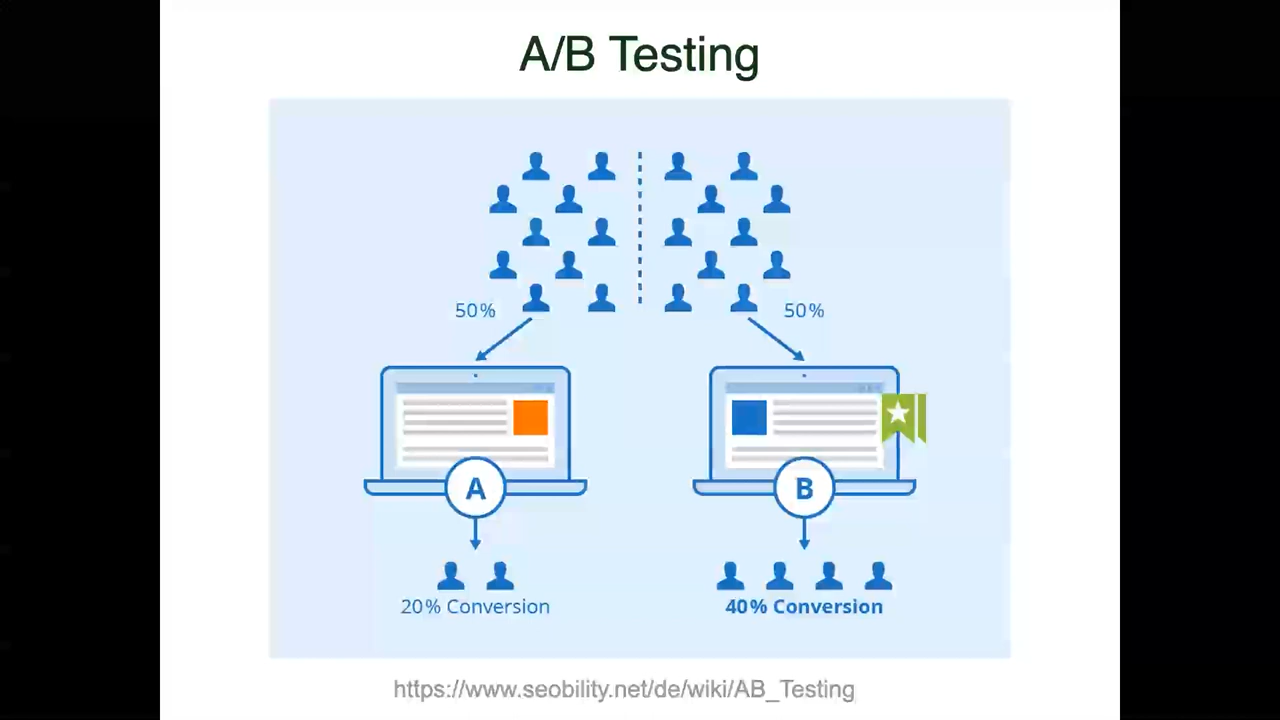 A/B Testing
50%
50%
A
B
20% Conversion
40% Conversion
https://www.seobility.net/de/wiki/AB_Testing